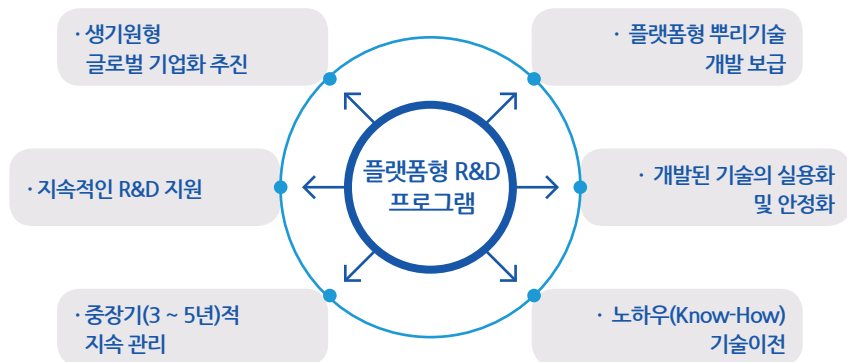 · 생기원형
글로벌 기업화 추진
· 플랫폼형 뿌리기술
개발 보급
· 지속적인 R&D 지원
플랫폼형 R&D
프로그램
· 개발된 기술의 실용화
및 안정화
· 중장기(3 ~ 5년)적
지속 관리
· 노하우(Know-How)
기술이전